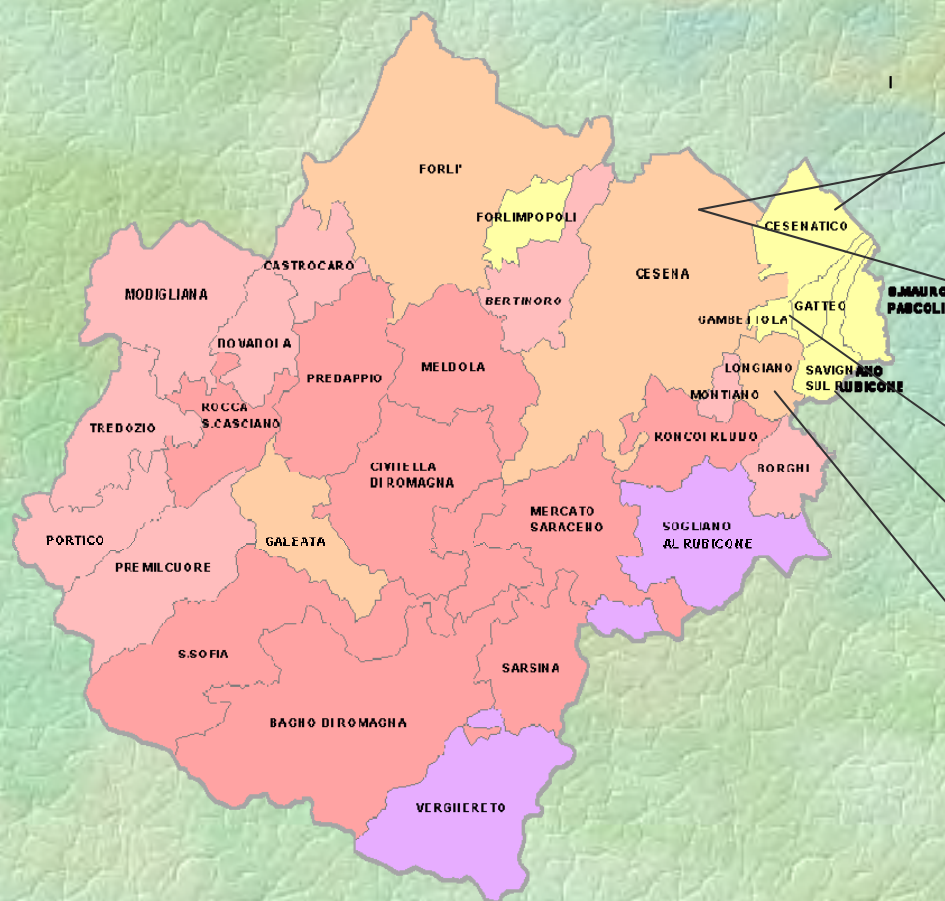 I
FORLI'
FORLIMPOPOLI
CESENATICO
CASTROCARO
CESENA
MODIGLIANA
BERTINORO
GATTEO
S.MAURO
PASCOLI
GAMBETTOLA
DOVADOLA
MELDOLA
LONGIANO
SAVIGNANO
SUL RUBICONE
PREDAPPIO
MONTIANO
ROCCA
S.CASCIANO
TREDOZIO
RONCOFREDDO
CIVITELLA
DI ROMAGNA
BORGHI
MERCATO
SARACENO
SOGLIANO
AL RUBICONE
PORTICO
GALEATA
PREMILCUORE
S.SOFIA
SARSINA
BAGNO DI ROMAGNA
VERGHERETO